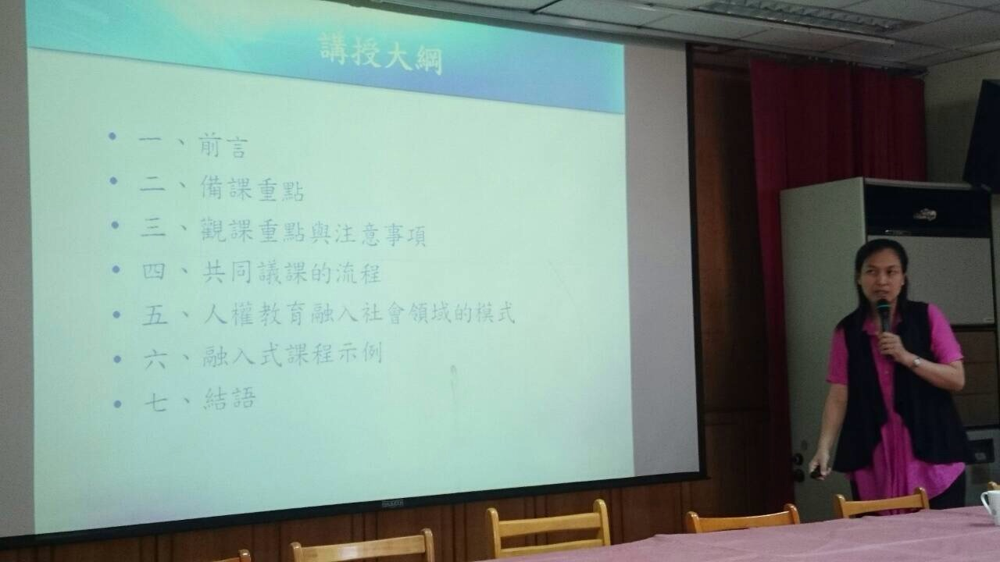 講授大綱
• 一、前言
• 二、備課重點
• 三、觀課重點與注意事項
• 四、共同議課的流程
• 五、人權教育融入社會領域的模式
• 六、融入式課程示例
• 七、結語